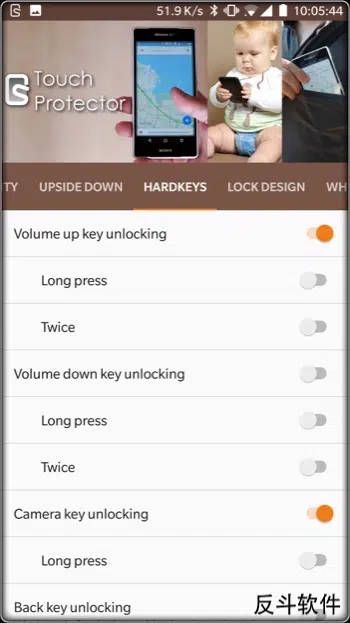 51.9 K/s 10:05:44
Touch
Protector
TY UPSIDE DOWN HARDKEYS LOCK DESIGN WH
Volume up key unlocking
Long press
Twice
Volume down key unlocking
Long press
Twice
Camera key unlocking
Long press
Back key unlocking
反斗软件